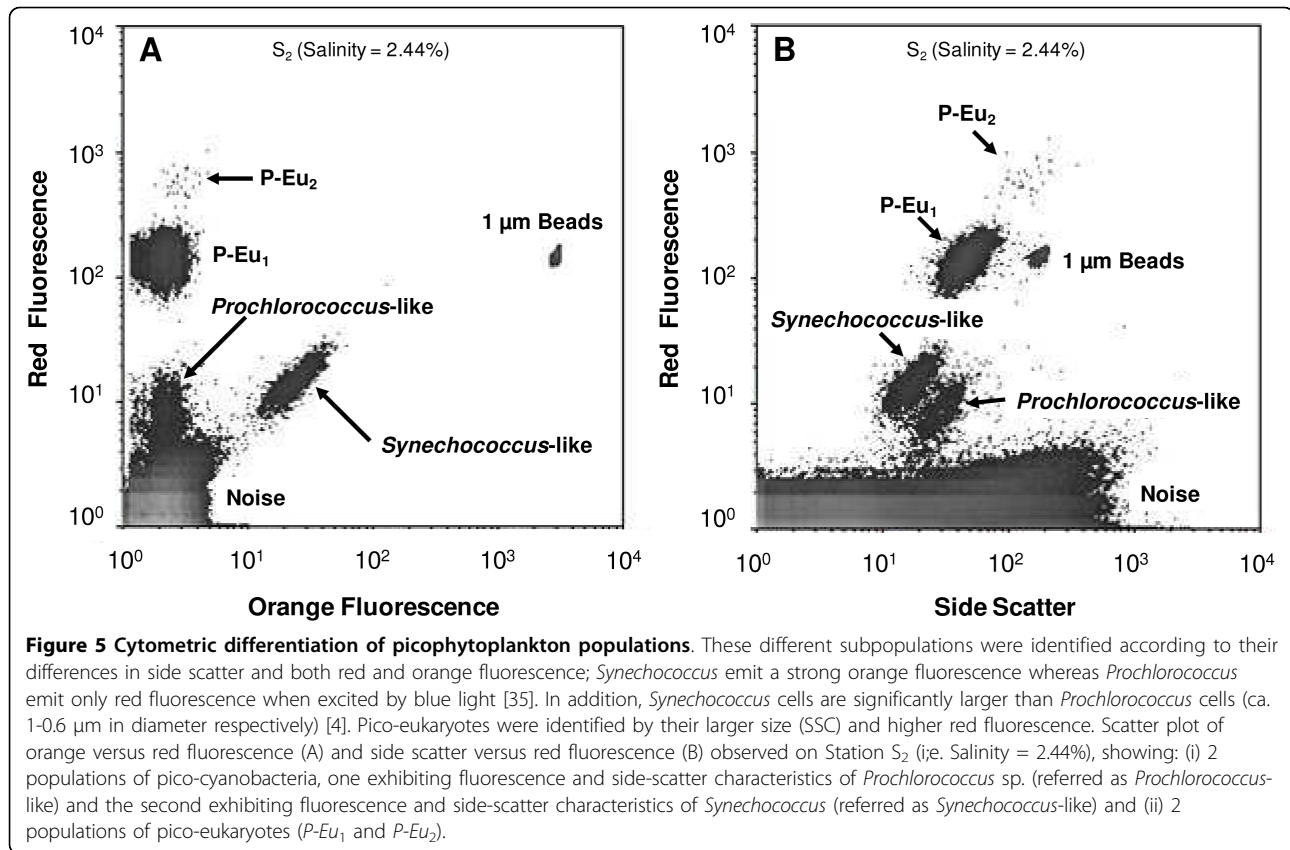 A
S₂ (Salinity = 2.44%)
10⁴
10³
10²
10¹
10⁰
Red Fluorescence
P-Eu₂
P-Eu₁
1 µm Beads
Prochlorococcus-like
Synechococcus-like
Noise
10⁰ 10¹ 10² 10³ 10⁴
Orange Fluorescence
B
S₂ (Salinity = 2.44%)
10⁴
10³
10²
10¹
10⁰
Red Fluorescence
P-Eu₂
P-Eu₁
1 µm Beads
Synechococcus-like
Prochlorococcus-like
Noise
10⁰ 10¹ 10² 10³ 10⁴
Side Scatter
Figure 5 Cytometric differentiation of picophytoplankton populations. These different subpopulations were identified according to their
differences in side scatter and both red and orange fluorescence; Synechococcus emit a strong orange fluorescence whereas Prochlorococcus
emit only red fluorescence when excited by blue light [35]. In addition, Synechococcus cells are significantly larger than Prochlorococcus cells (ca.
1-0.6 µm in diameter respectively) [4]. Pico-eukaryotes were identified by their larger size (SSC) and higher red fluorescence. Scatter plot of
orange versus red fluorescence (A) and side scatter versus red fluorescence (B) observed on Station S₂ (i;e. Salinity = 2.44%), showing: (i) 2
populations of pico-cyanobacteria, one exhibiting fluorescence and side-scatter characteristics of Prochlorococcus sp. (referred as Prochlorococcus-
like) and the second exhibiting fluorescence and side-scatter characteristics of Synechococcus (referred as Synechococcus-like) and (ii) 2
populations of pico-eukaryotes (P-Eu₁ and P-Eu₂).